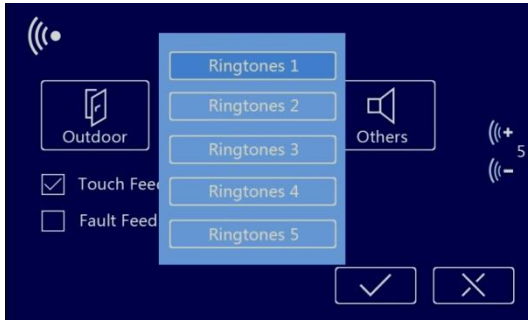 Ringtones 1
Ringtones 2
Outdoor
Others
Ringtones 3
5
Touch Feed
Ringtones 4
Fault Feed
Ringtones 5